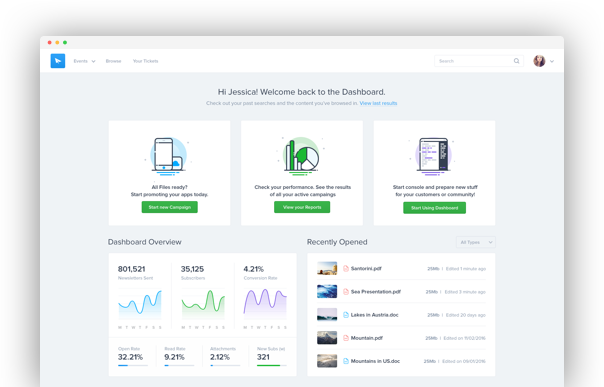 Events
Browse
Your Tickets
Search
Hi Jessica! Welcome back to the Dashboard.
Check out your past searches and the content you've browsed in. View last results
All Files ready?
Start promoting your apps today.
Start new Campaign
Check your performance. See the results
of all your active campaigns
View your Reports
Start console and prepare new stuff
for your customers or community!
Start Using Dashboard
Dashboard Overview
801,521
Newsletters Sent
35,125
Subscribers
4.21%
Conversion Rate
M T W T F S S
M T W T F S S
M T W T F S S
Open Rate
32.21%
Read Rate
9.21%
Attachments
2.12%
New Subs
321
Recently Opened
All Types
Santorini.pdf
25Mb | Edited 1 minute ago
Sea Presentation.pdf
25Mb | Edited 5 minute ago
Lakes in Austria.doc
25Mb | Edited 20 days ago
Mountain.pdf
25Mb | Edited on 11/02/2016
Mountains in US.doc
25Mb | Edited on 09/01/2016